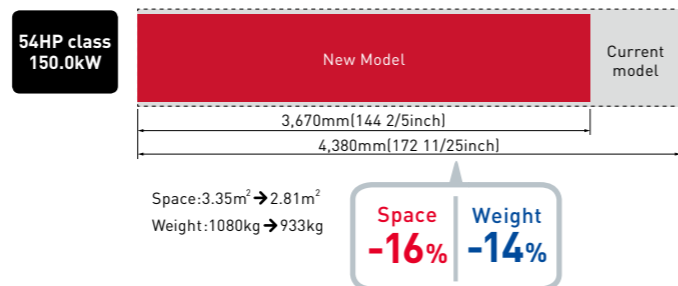 54HP class
150.0kW
New Model
Current
model
3,670mm(144 2/5inch)
4,380mm(172 11/25inch)
Space:3.35m²➔2.81m²
Weight:1080kg➔933kg
Space
-16%
Weight
-14%